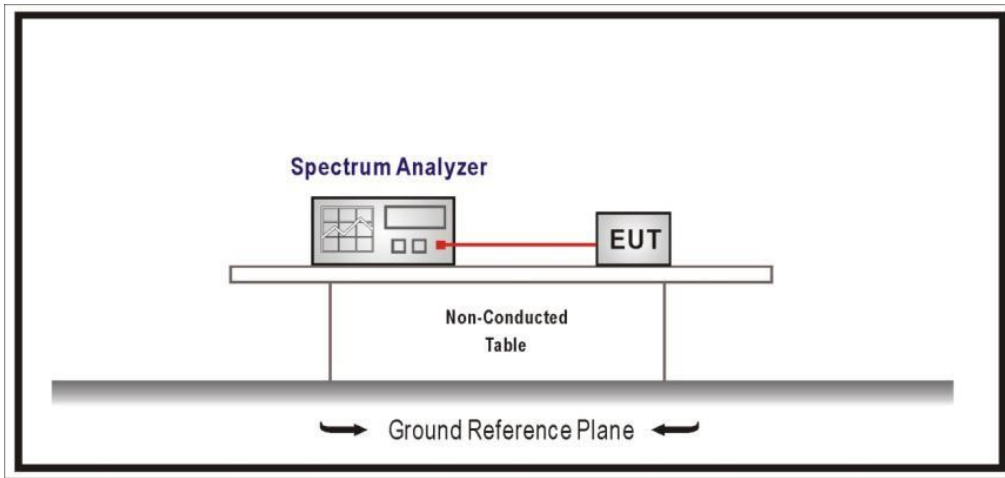 Spectrum Analyzer
EUT
Non-Conducted
Table
Ground Reference Plane